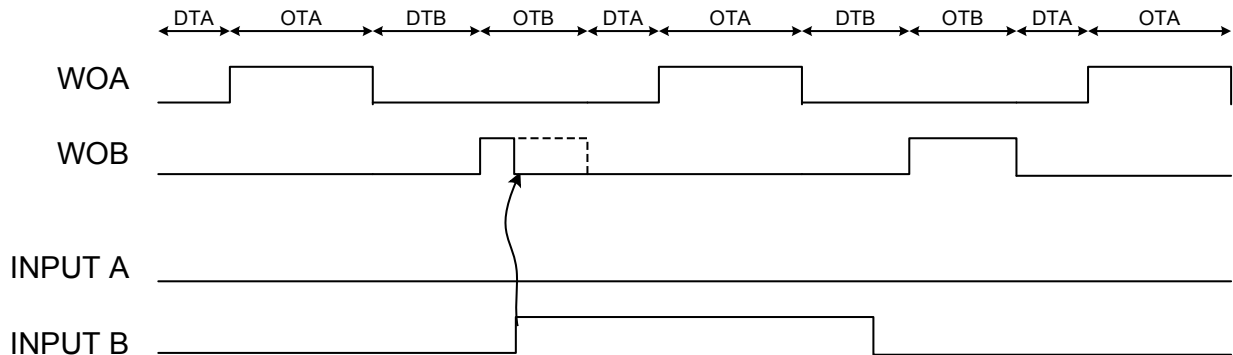 DTA OTA DTB OTB DTA OTA DTB OTB DTA OTA
WOA
WOB
INPUT A
INPUT B